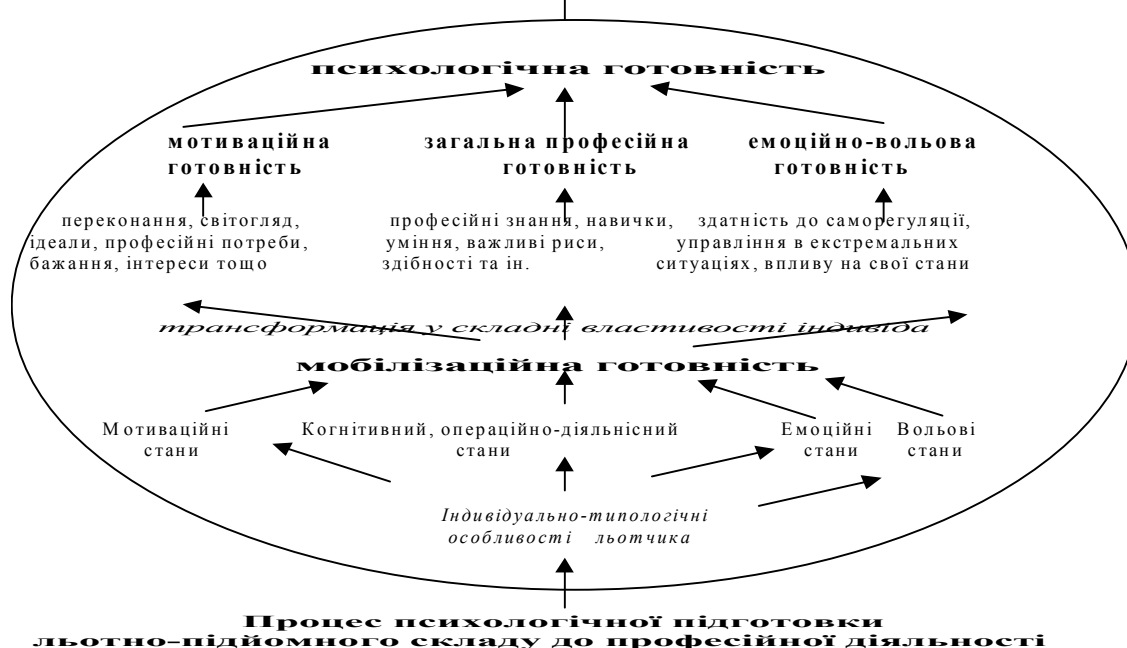 психологічна готовність
мотиваційна
готовність
загальна професійна
готовність
емоційно-вольова
готовність
переконання, світогляд,
ідеали, професійні потреби,
бажання, інтереси тощо
професійні знання, навички,
уміння, важливі риси,
здібності та ін.
здатність до саморегуляції,
управління в екстремальних
ситуаціях, впливу на свої стани
трансформація у складні властивості індивіда
мобілізаційна готовність
Мотиваційні
стани
Когнітивний, операційно-діяльнісний
стани
Емоційні
стани
Вольові
стани
Індивідуально-типологічні
особливості льотчика
Процес психологічної підготовки
льотно-підйомного складу до професійної діяльності